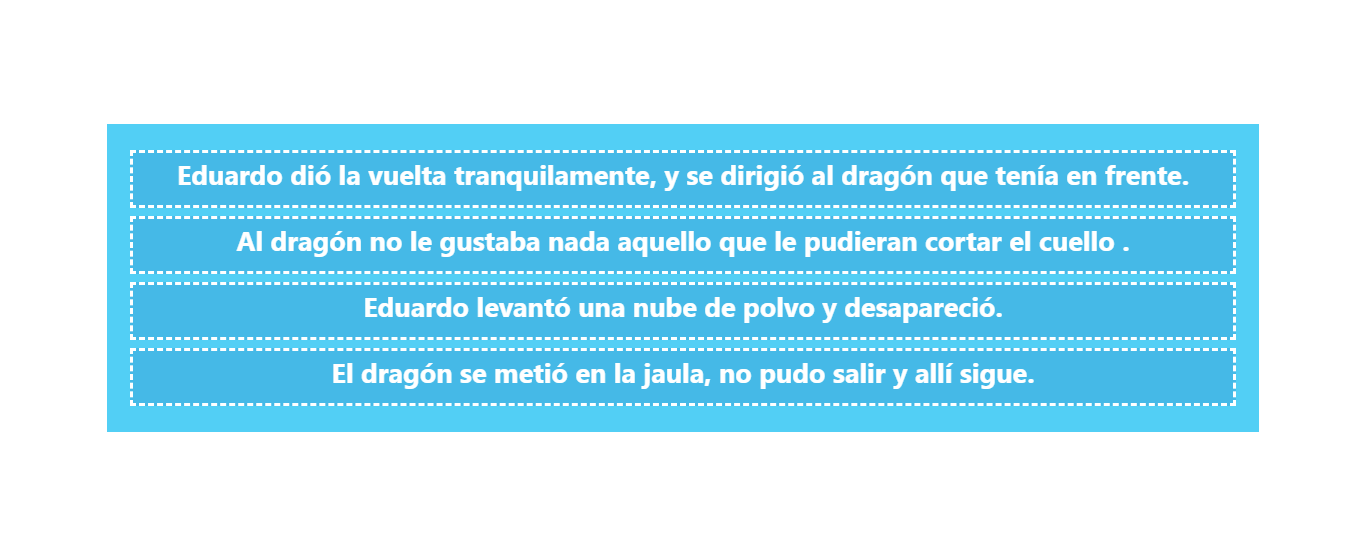 Eduardo dió la vuelta tranquilamente, y se dirigió al dragón que tenía en frente.
Al dragón no le gustaba nada aquello que le pudieran cortar el cuello .
Eduardo levantó una nube de polvo y desapareció.
El dragón se metió en la jaula, no pudo salir y allí sigue.